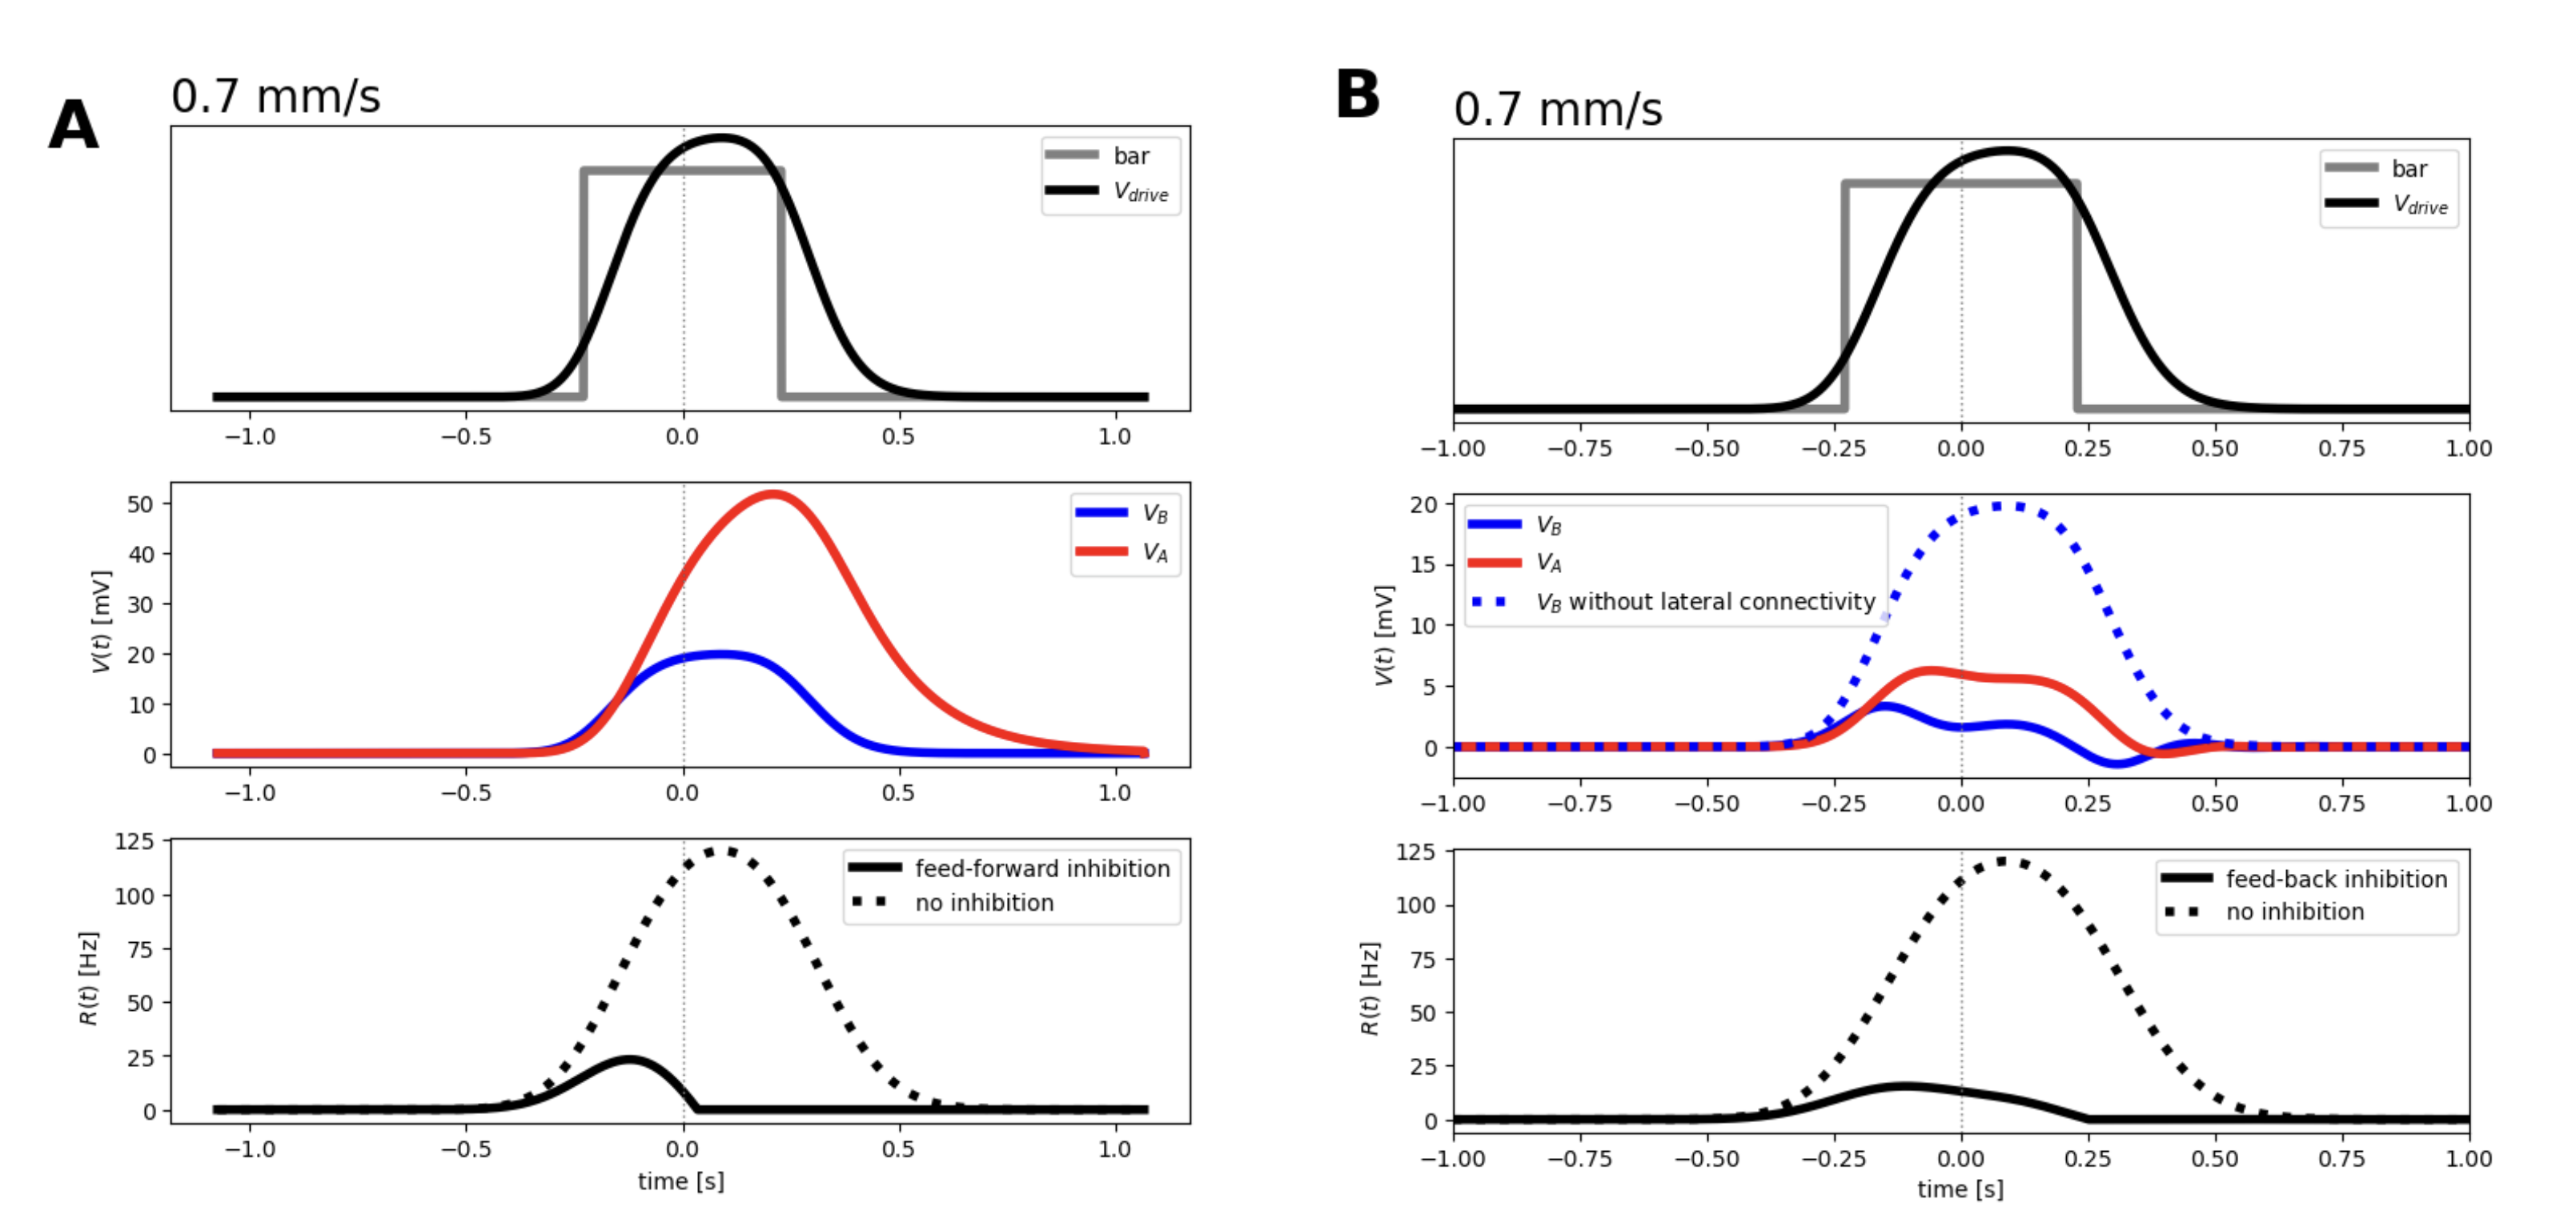 A
0.7 mm/s
bar
V_drive
−1.0 −0.5 0.0 0.5 1.0
V(t) [mV]
50
40
30
20
10
0
V_B
V_A
−1.0 −0.5 0.0 0.5 1.0
R(t) [Hz]
125
100
75
50
25
0
feed-forward inhibition
no inhibition
−1.0 −0.5 0.0 0.5 1.0
time [s]
B
0.7 mm/s
bar
V_drive
−1.00 −0.75 −0.50 −0.25 0.00 0.25 0.50 0.75 1.00
V(t) [mV]
20
15
10
5
0
V_B
V_A
V_B without lateral connectivity
−1.00 −0.75 −0.50 −0.25 0.00 0.25 0.50 0.75 1.00
R(t) [Hz]
125
100
75
50
25
0
feed-back inhibition
no inhibition
−1.00 −0.75 −0.50 −0.25 0.00 0.25 0.50 0.75 1.00
time [s]